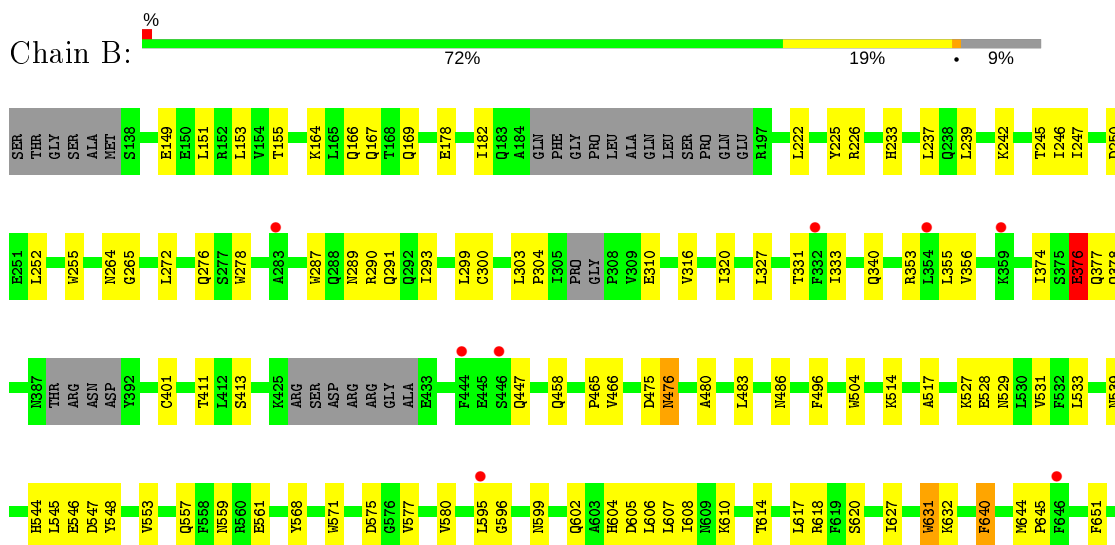 %
Chain B:
72% 19% • 9%
SER THR GLY SER ALA MET S138 E149 E150 L151 R152 L153 V154 T155 K164 L165 Q166 Q167 T168 Q169 E178 I182 Q183 A184 GLN PHE GLY PRO LEU ALA GLN LEU SER PRO GLN GLU R197 L222 Y225 R226 H233 L237 Q238 L239 K242 T245 I246 I247 D250
E251 L252 W255 N264 G265 L272 Q276 S277 W278 A283 W287 Q288 N289 R290 Q291 Q292 I293 L299 C300 L303 P304 I305 PRO GLY P308 V309 E310 V316 I320 L327 T331 F332 I333 Q340 R353 L354 L355 V356 K359 I374 S375 E376 Q377
N387 THR ARG ASN ASP Y392 C401 T411 L412 S413 K425 ARG SER ASP ARG ARG GLY ALA E433 F444 E445 S446 Q447 Q458 P465 V466 D475 N476 A480 L483 N486 F496 W504 K514 A517 K527 E528 N529 L530 V531 F532 L533 N539
H544 L545 E546 D547 Y548 V553 Q557 F558 N559 R560 E561 Y568 W571 D575 G576 V577 V580 L595 G596 N599 Q602 A603 H604 D605 L606 L607 I608 N609 K610 T614 L617 R618 F619 S620 I627 W631 K632 F640 M644 P645 F646 F651